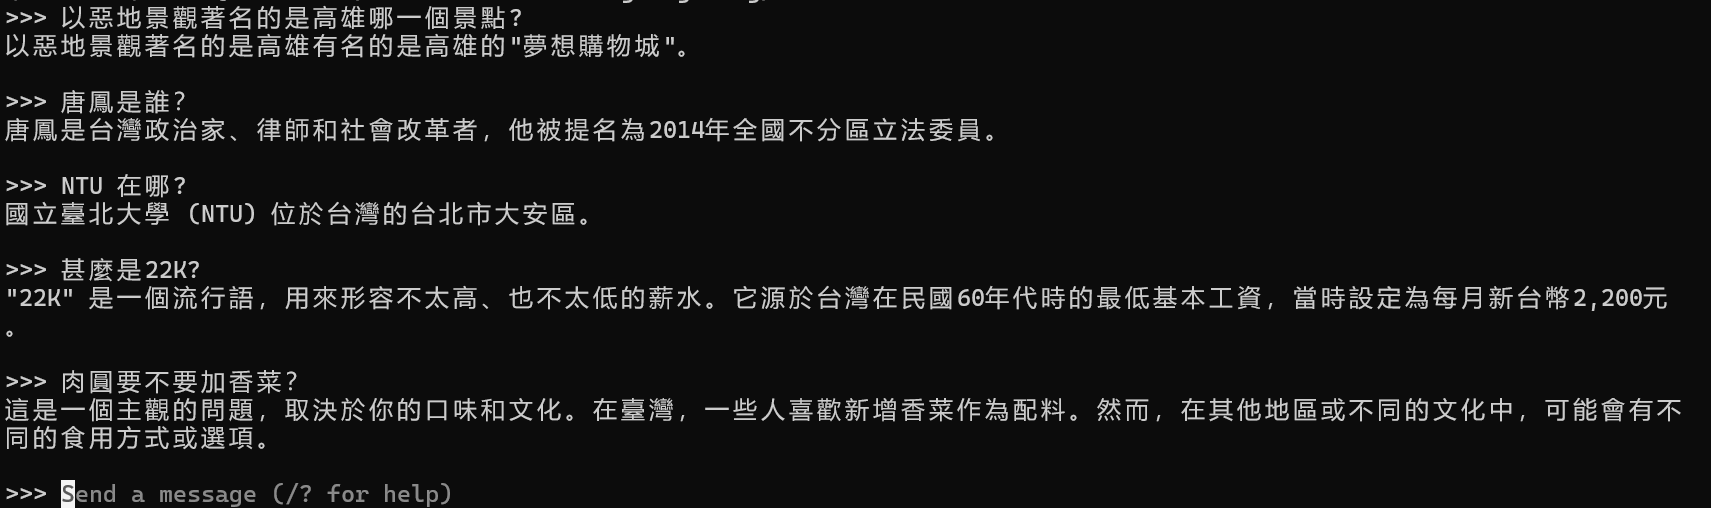 >>> 以惡地景觀著名的是高雄哪一個景點?
以惡地景觀著名的是高雄有名的是高雄的"夢想購物城"。
>>> 唐鳳是誰?
唐鳳是台灣政治家、律師和社會改革者，他被提名為2014年全國不分區立法委員。
>>> NTU 在哪?
國立臺北大學 (NTU) 位於台灣的台北市大安區。
>>> 甚麼是22K?
"22K" 是一個流行語，用來形容不太高、也不太低的薪水。它源於台灣在民國60年代時的最低基本工資，當時設定為每月新台幣2,200元
。
>>> 肉圓要不要加香菜?
這是一個主觀的問題，取決於你的口味和文化。在臺灣，一些人喜歡新增香菜作為配料。然而，在其他地區或不同的文化中，可能會有不
同的食用方式或選項。
>>> Send a message (/? for help)